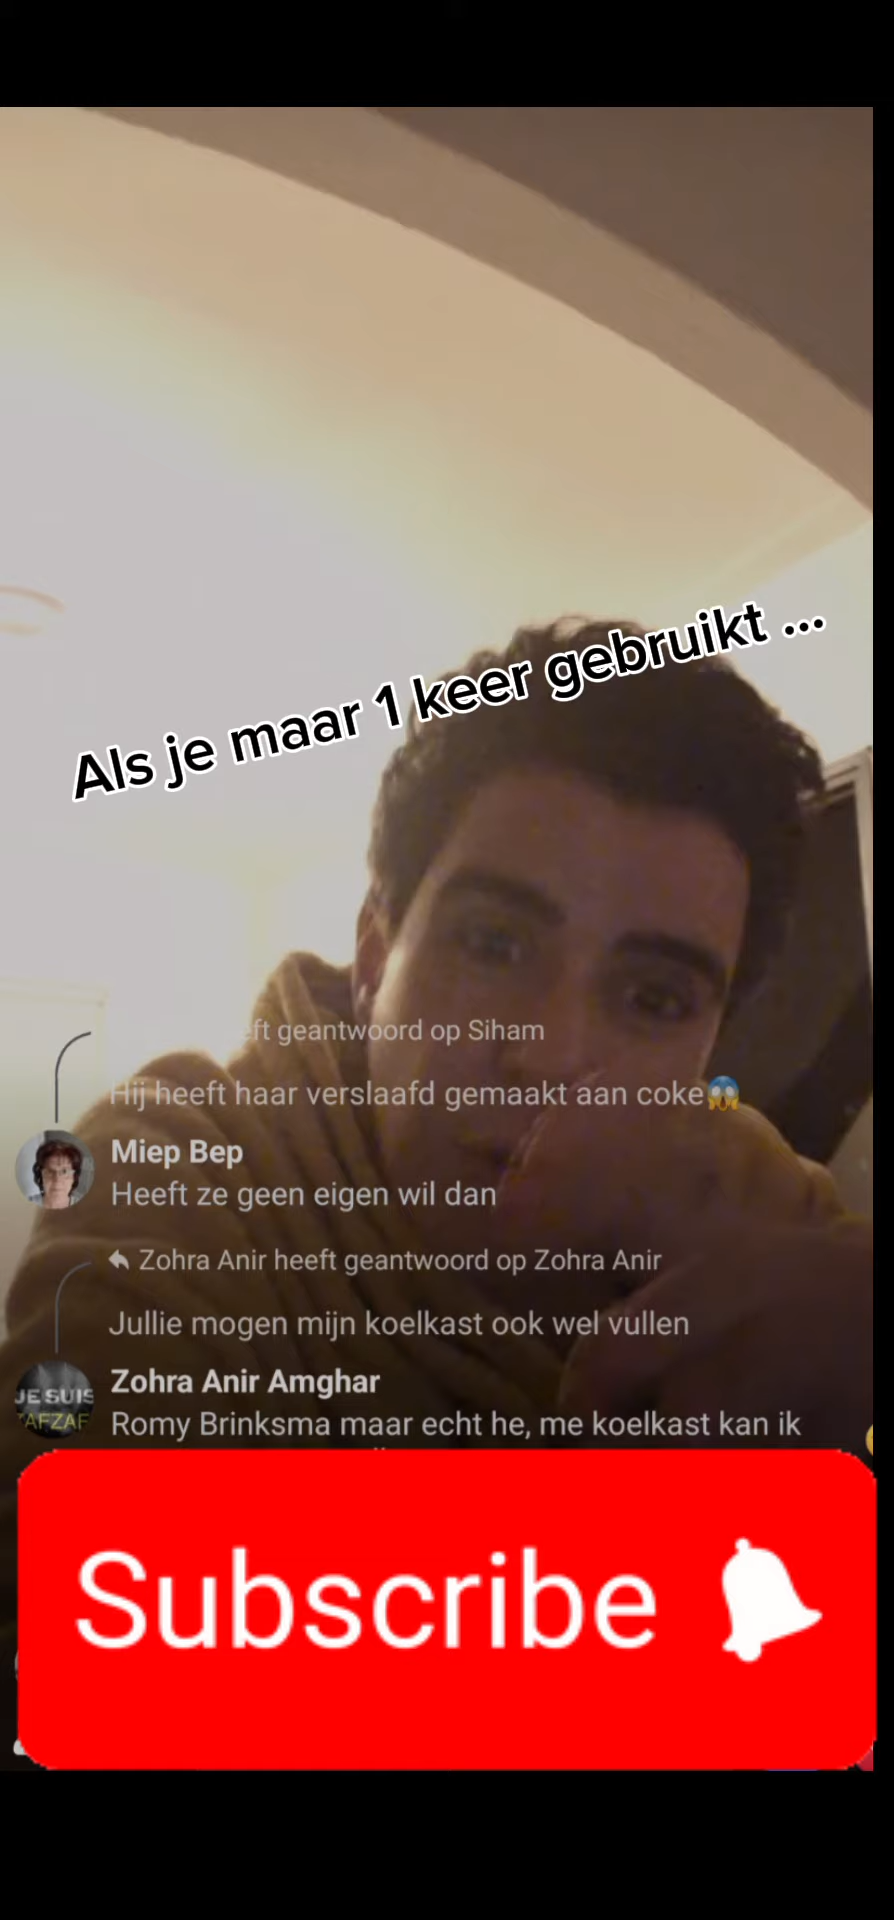 Als je maar 1 keer gebruikt ...
geantwoord op Siham
Hij heeft haar verslaafd gemaakt aan coke😱
Miep Bep
Heeft ze geen eigen wil dan
Zohra Anir heeft geantwoord op Zohra Anir
Jullie mogen mijn koelkast ook wel vullen
JE SUIS
Zohra Anir Amghar
Romy Brinksma maar echt he, me koelkast kan ik
Subscribe